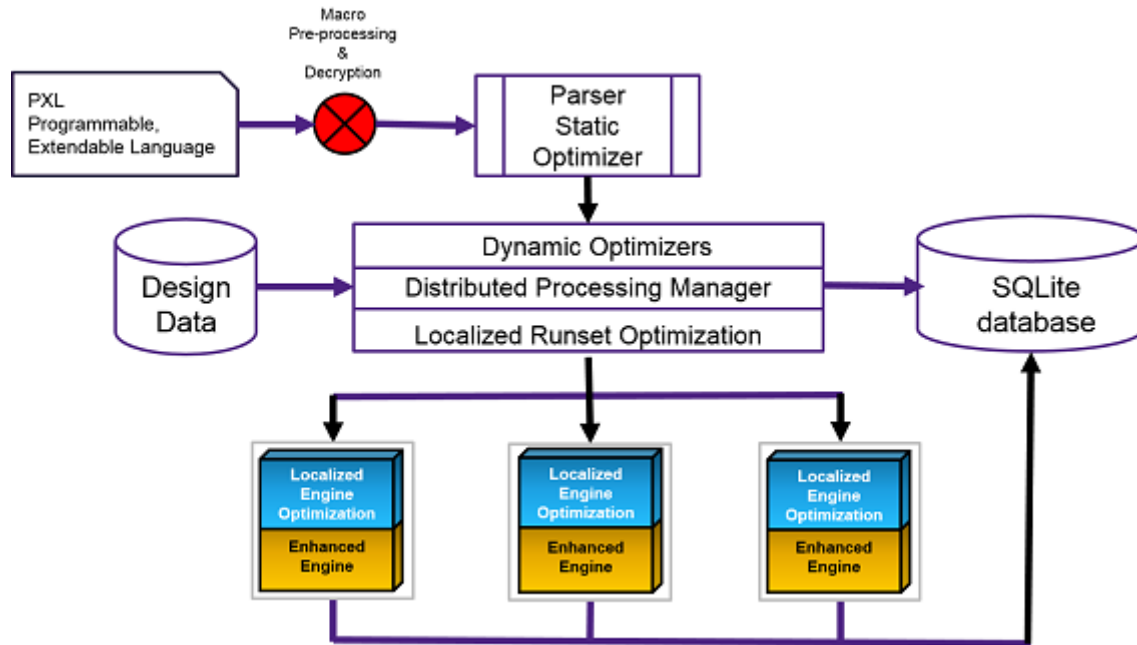 Macro
Pre-processing
&
Decryption
PXL
Programmable,
Extendable Language
Parser
Static
Optimizer
Design
Data
Dynamic Optimizers
Distributed Processing Manager
Localized Runset Optimization
SQLite
database
Localized
Engine
Optimization
Enhanced
Engine
Localized
Engine
Optimization
Enhanced
Engine
Localized
Engine
Optimization
Enhanced
Engine